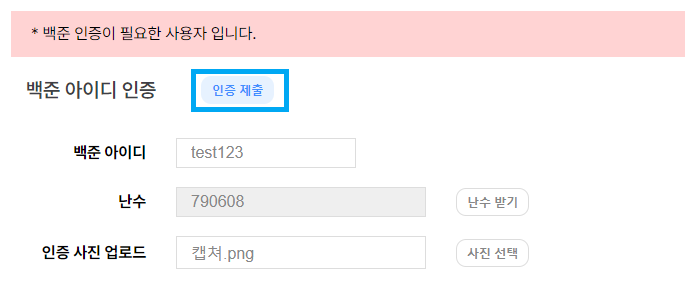 * 백준 인증이 필요한 사용자 입니다.
백준 아이디 인증 인증 제출
백준 아이디 test123
난수 790608 난수 받기
인증 사진 업로드 캡쳐.png 사진 선택